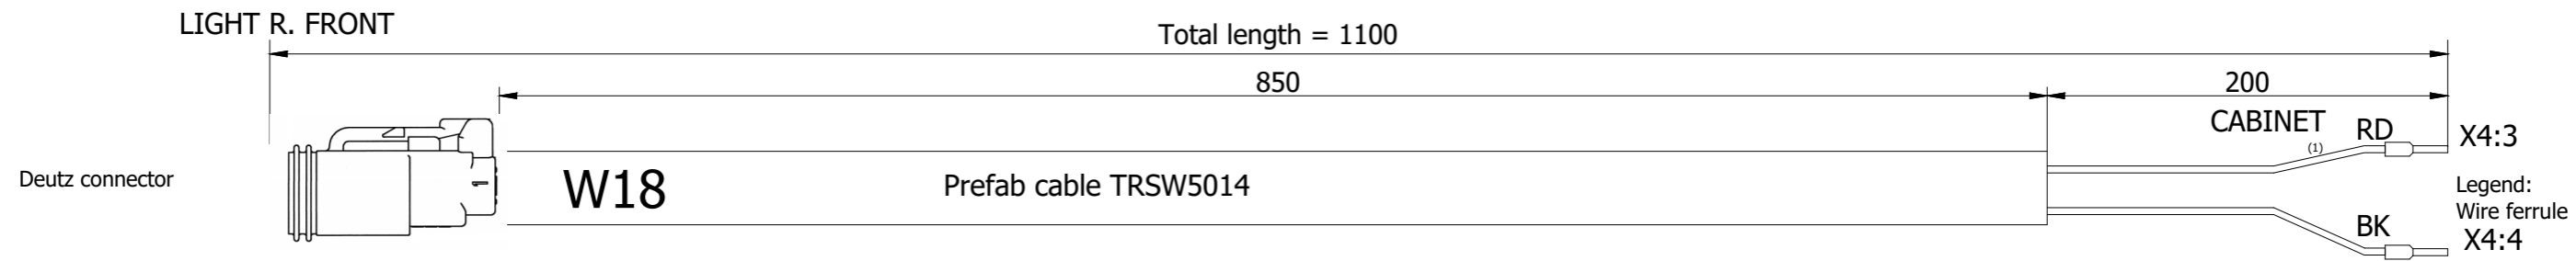 LIGHT R. FRONT
Total length = 1100
850
200
CABINET
RD
(1)
X4:3
Deutz connector
1
W18
Prefab cable TRSW5014
Legend:
Wire ferrule
BK
X4:4